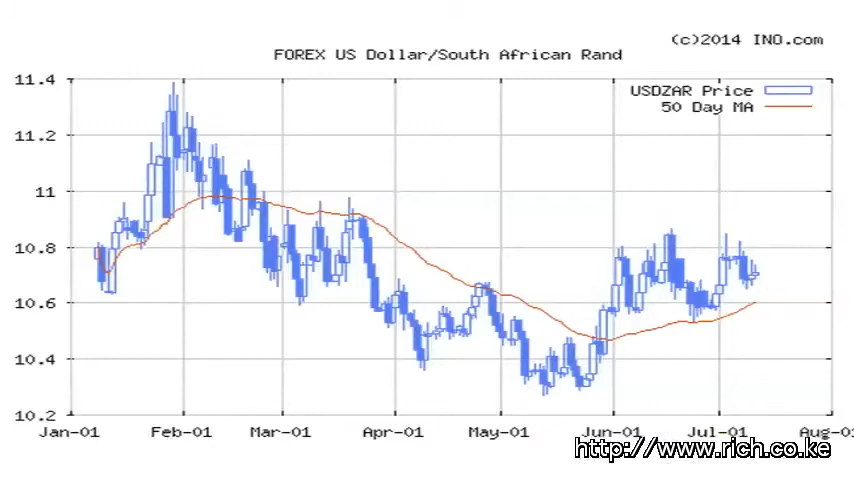 (c)2014 INO.com
FOREX US Dollar/South African Rand
11.4
USDZAR Price
50 Day MA
11.2
11
10.8
10.6
10.4
10.2
Jan-01 Feb-01 Mar-01 Apr-01 May-01 Jun-01 Jul-01 Aug-01
http://www.rich.co.ke